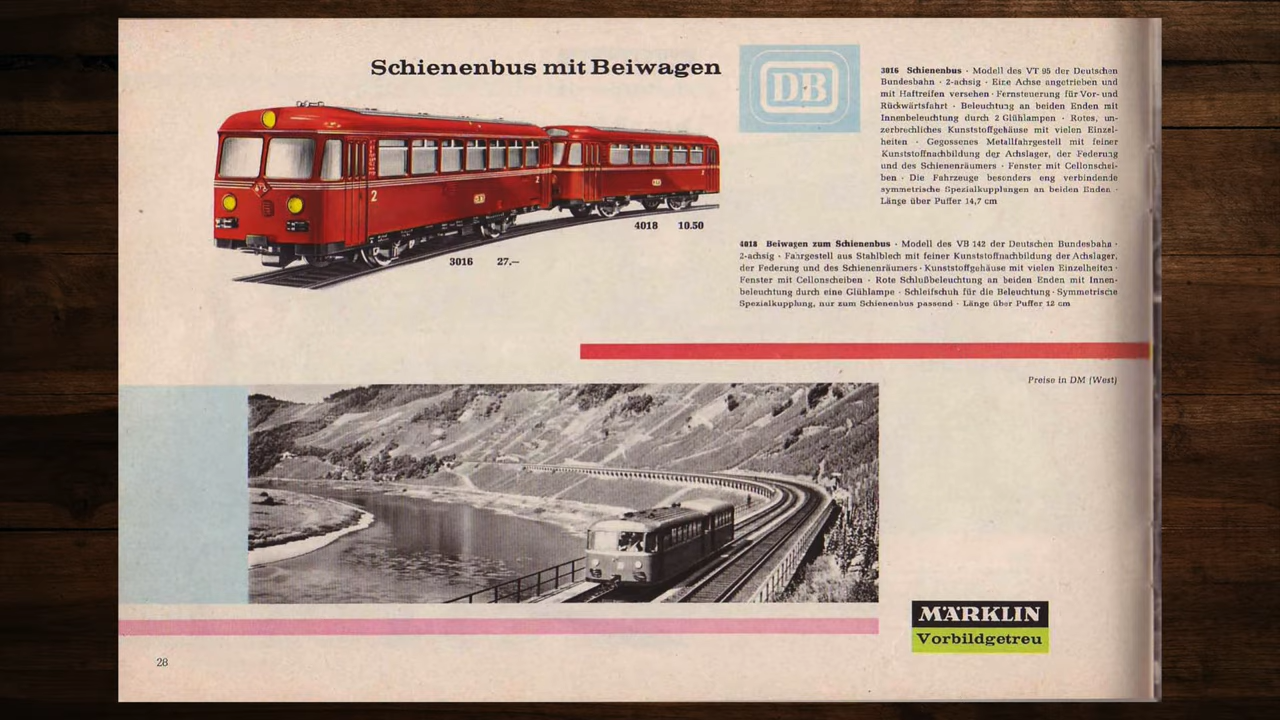 Schienenbus mit Beiwagen
DB
3016 Schienenbus · Modell des VT 95 der Deutschen
Bundesbahn · 2-achsig · Eine Achse angetrieben und
mit Haftreifen versehen · Fernsteuerung für Vor- und
Rückwärtsfahrt · Beleuchtung an beiden Enden mit
Innenbeleuchtung durch 2 Glühlampen · Rotes, un-
zerbrechliches Kunststoffgehäuse mit vielen Einzel-
heiten · Gegossenes Metallfahrgestell mit feiner
Kunststoffnachbildung der Achslager, der Federung
und des Schienenräumers · Fenster mit Cellonschei-
ben · Die Fahrzeuge besonders eng verbindende
symmetrische Spezialkupplungen an beiden Enden ·
Länge über Puffer 14,7 cm
2
2
DB
4018 10.50
3016 27.—
4018 Beiwagen zum Schienenbus · Modell des VB 142 der Deutschen Bundesbahn ·
2-achsig · Fahrgestell aus Stahlblech mit feiner Kunststoffnachbildung der Achslager,
der Federung und des Schienenräumers · Kunststoffgehäuse mit vielen Einzelheiten ·
Fenster mit Cellonscheiben · Rote Schlußbeleuchtung an beiden Enden mit Innen-
beleuchtung durch eine Glühlampe · Schleifschuh für die Beleuchtung · Symmetrische
Spezialkupplung, nur zum Schienenbus passend · Länge über Puffer 12 cm
Preise in DM (West)
MÄRKLIN
Vorbildgetreu
28